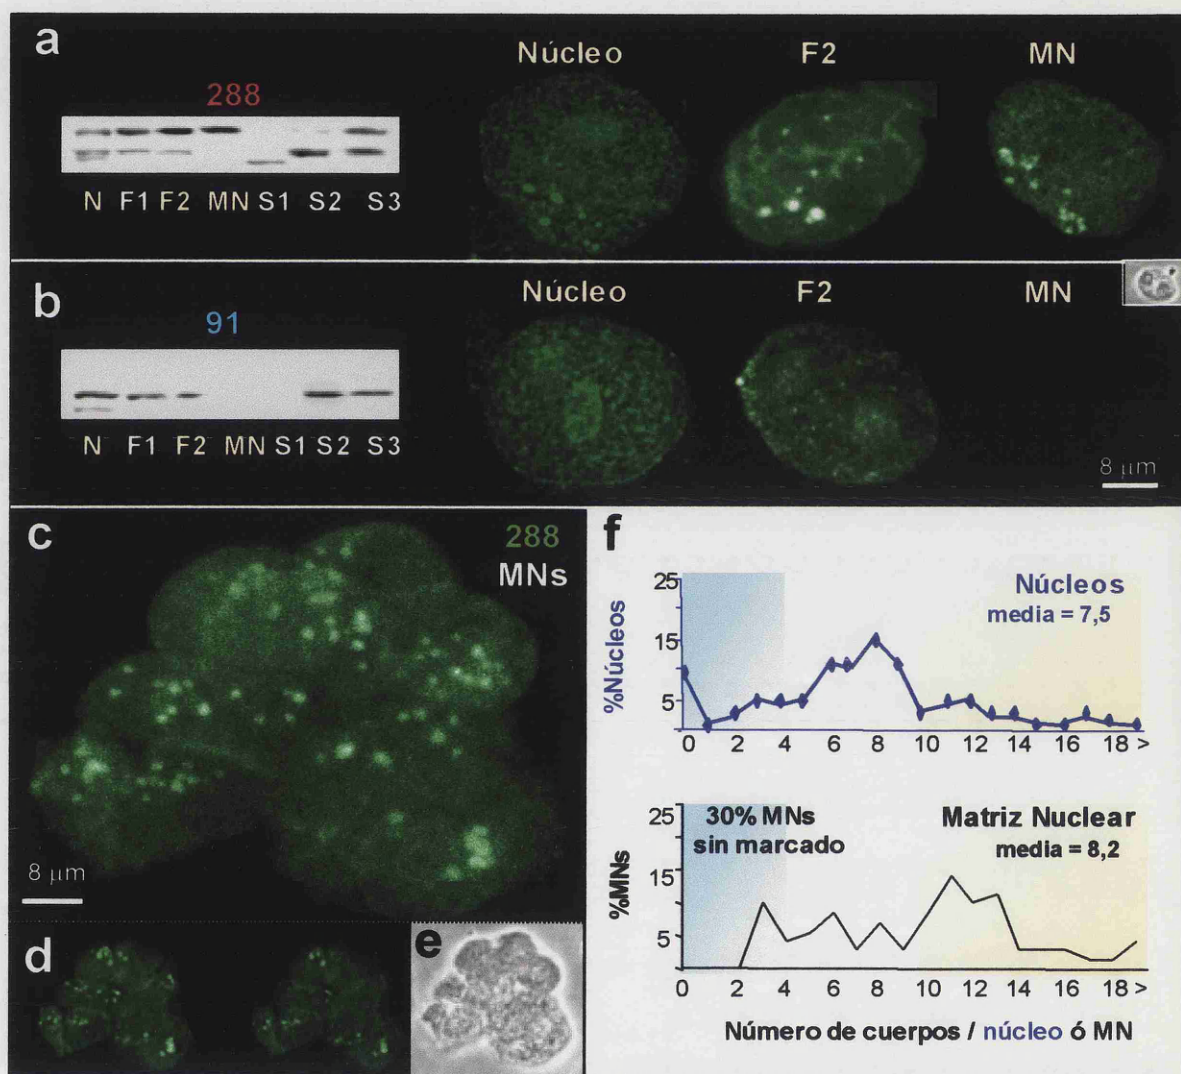 a
288
N F1 F2 MN S1 S2 S3
Núcleo F2 MN
b
91
N F1 F2 MN S1 S2 S3
Núcleo F2 MN
8 µm
c
288
MNs
8 µm
d
e
f
Núcleos
media = 7,5
%Núcleos
25
15
5
0 2 4 6 8 10 12 14 16 18 >
30% MNs
sin marcado
Matriz Nuclear
media = 8,2
%MNs
25
15
5
0 2 4 6 8 10 12 14 16 18 >
Número de cuerpos / núcleo ó MN